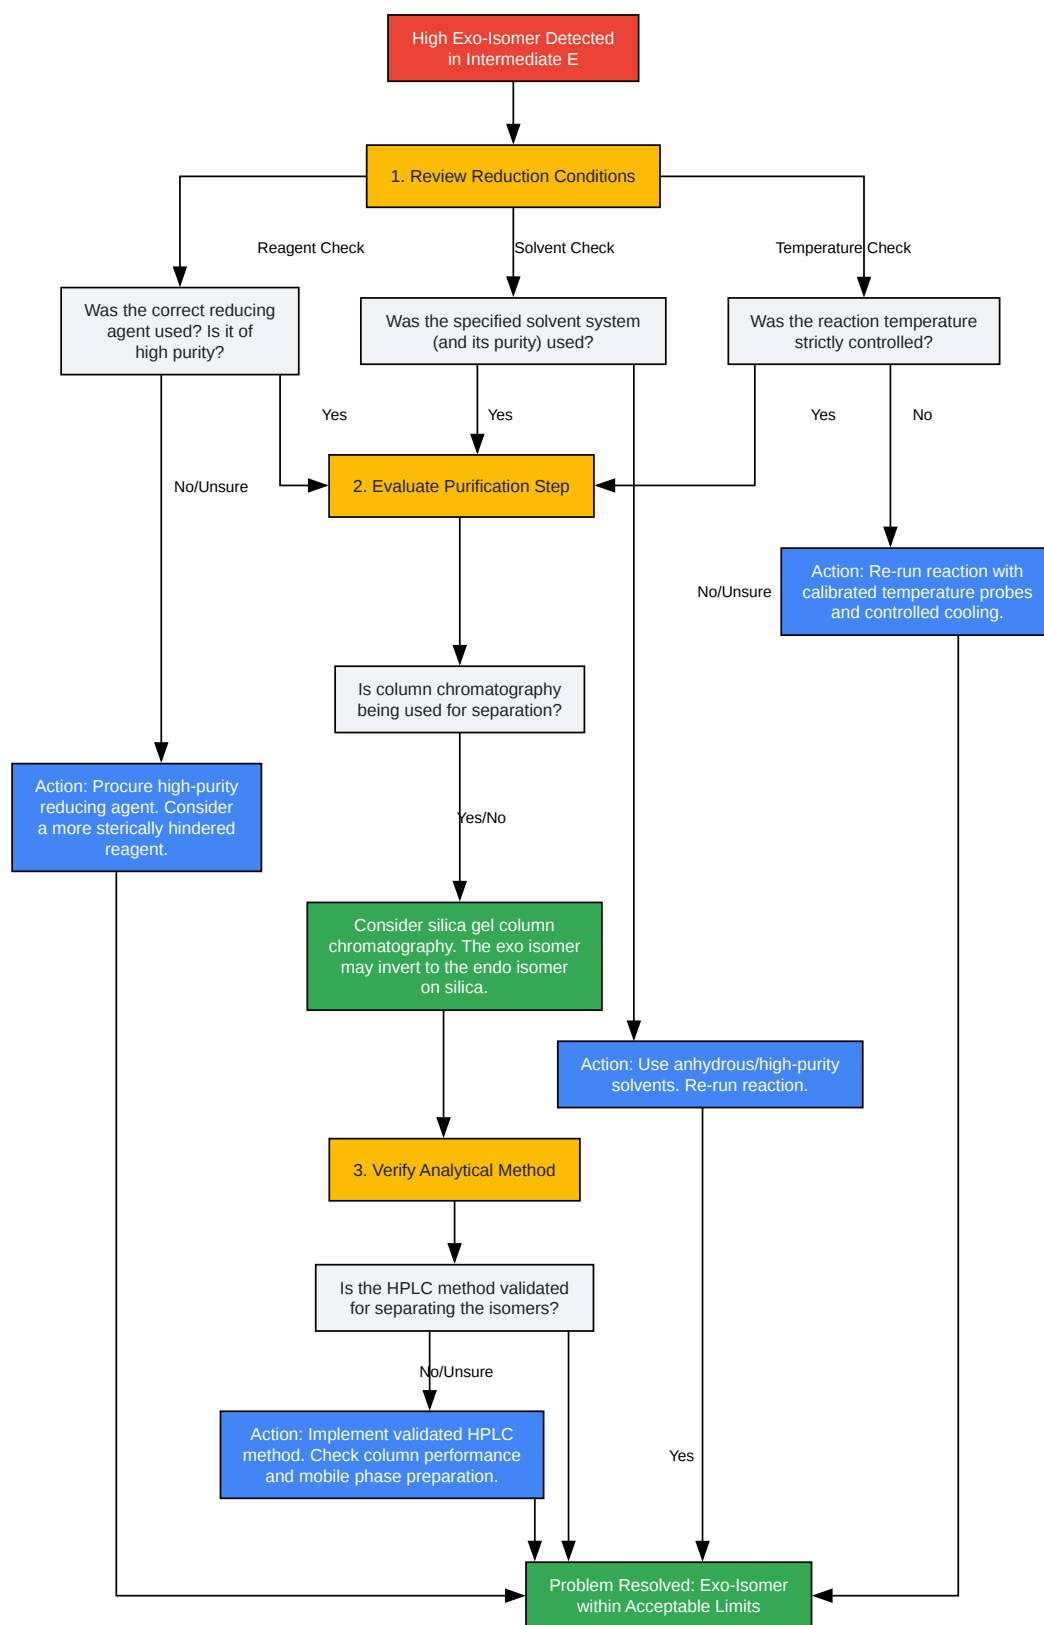 High Exo-Isomer Detected
in Intermediate E
1. Review Reduction Conditions
Reagent Check
Solvent Check
Temperature Check
Was the correct reducing
agent used? Is it of
high purity?
Was the specified solvent system
(and its purity) used?
Was the reaction temperature
strictly controlled?
Yes
Yes
Yes
No
No/Unsure
2. Evaluate Purification Step
Action: Re-run reaction with
calibrated temperature probes
and controlled cooling.
No/Unsure
Is column chromatography
being used for separation?
Action: Procure high-purity
reducing agent. Consider
a more sterically hindered
reagent.
Yes/No
Consider silica gel column
chromatography. The exo isomer
may invert to the endo isomer
on silica.
Action: Use anhydrous/high-purity
solvents. Re-run reaction.
3. Verify Analytical Method
Is the HPLC method validated
for separating the isomers?
No/Unsure
Action: Implement validated HPLC
method. Check column performance
and mobile phase preparation.
Yes
Problem Resolved: Exo-Isomer
within Acceptable Limits